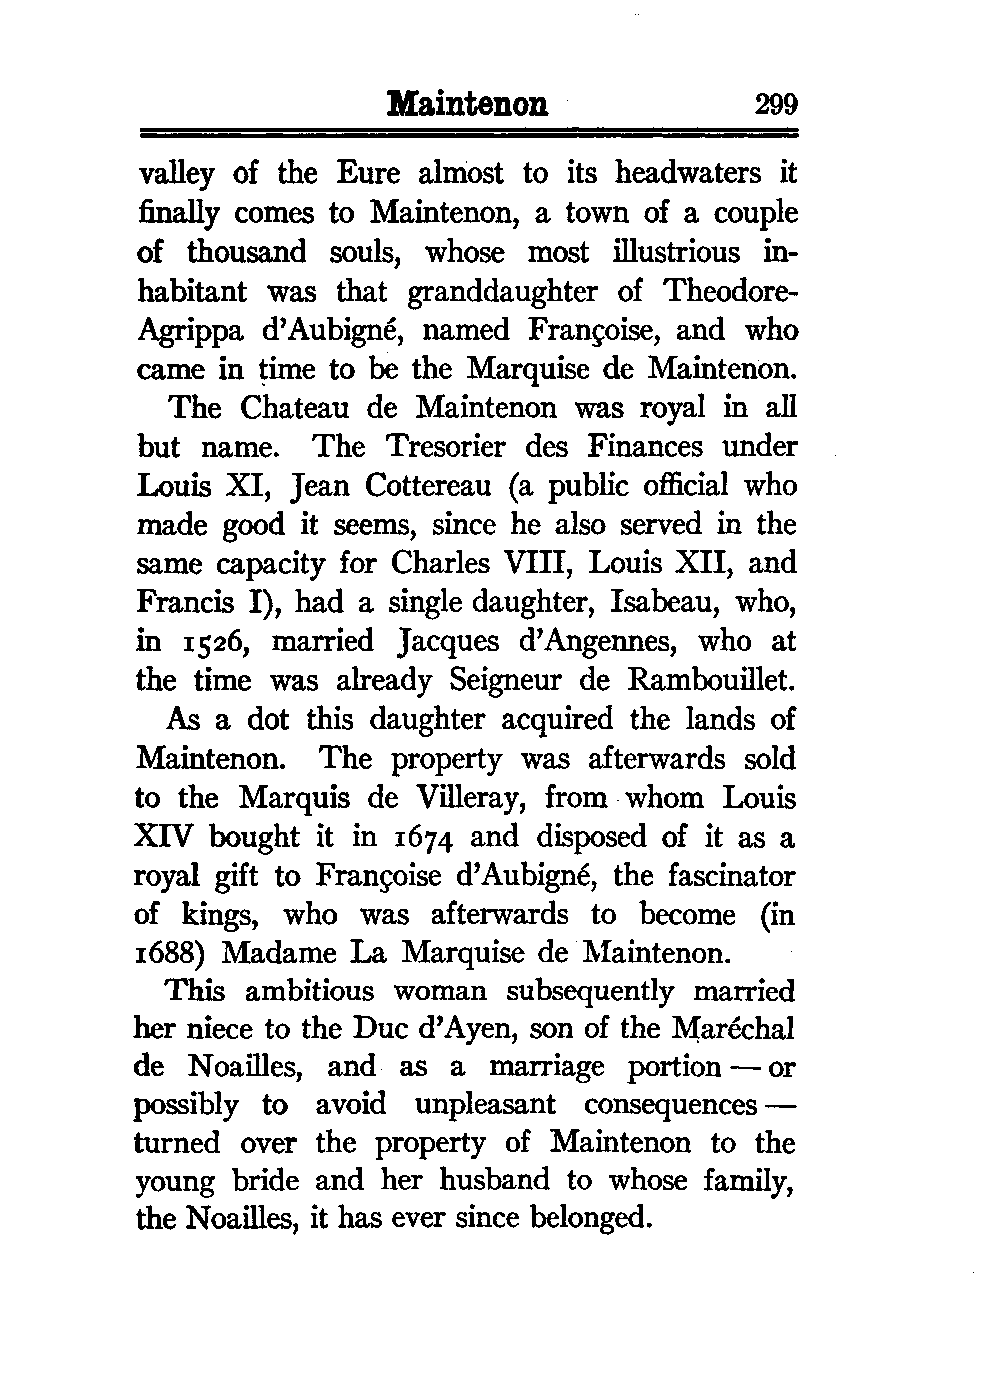 Maintenon 299
valley of the Eure almost to its headwaters it
finally comes to Maintenon, a town of a couple
of thousand souls, whose most illustrious in-
habitant was that granddaughter of Theodore-
Agrippa d'Aubigné, named Françoise, and who
came in time to be the Marquise de Maintenon.
The Chateau de Maintenon was royal in all
but name. The Tresorier des Finances under
Louis XI, Jean Cottereau (a public official who
made good it seems, since he also served in the
same capacity for Charles VIII, Louis XII, and
Francis I), had a single daughter, Isabeau, who,
in 1526, married Jacques d'Angennes, who at
the time was already Seigneur de Rambouillet.
As a dot this daughter acquired the lands of
Maintenon. The property was afterwards sold
to the Marquis de Villeray, from whom Louis
XIV bought it in 1674 and disposed of it as a
royal gift to Françoise d'Aubigné, the fascinator
of kings, who was afterwards to become (in
1688) Madame La Marquise de Maintenon.
This ambitious woman subsequently married
her niece to the Duc d'Ayen, son of the Maréchal
de Noailles, and as a marriage portion — or
possibly to avoid unpleasant consequences —
turned over the property of Maintenon to the
young bride and her husband to whose family,
the Noailles, it has ever since belonged.